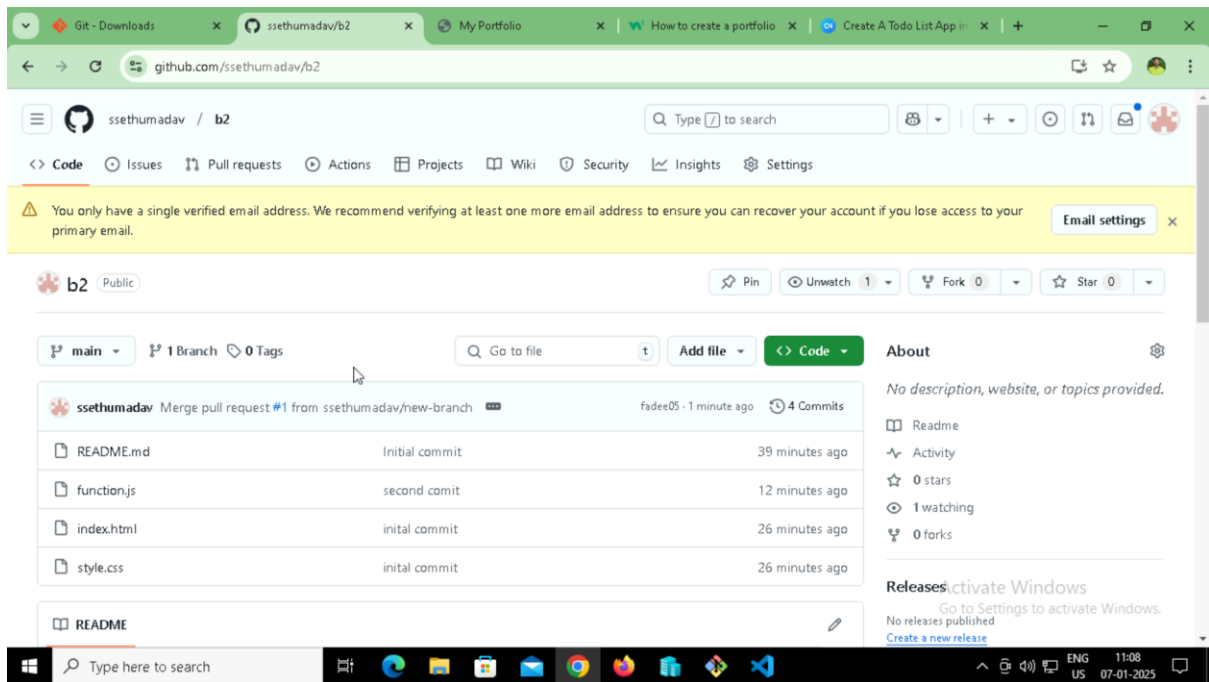 Git - Downloads
ssethumadav/b2
My Portfolio
How to create a portfolio
Create A Todo List App in
github.com/ssethumadav/b2
ssethumadav / b2
Type / to search
Code
Issues
Pull requests
Actions
Projects
Wiki
Security
Insights
Settings
You only have a single verified email address. We recommend verifying at least one more email address to ensure you can recover your account if you lose access to your
primary email.
Email settings
b2 Public
Pin
Unwatch 1
Fork 0
Star 0
main
1 Branch
0 Tags
Go to file t
Add file
Code
About
ssethumadav Merge pull request #1 from ssethumadav/new-branch
fadee05 · 1 minute ago
4 Commits
No description, website, or topics provided.
README.md Initial commit 39 minutes ago
function.js second comit 12 minutes ago
index.html inital commit 26 minutes ago
style.css inital commit 26 minutes ago
Readme
Activity
0 stars
1 watching
0 forks
README
Releases
No releases published
Create a new release
Activate Windows
Go to Settings to activate Windows.
Type here to search
ENG
US
11:08
07-01-2025